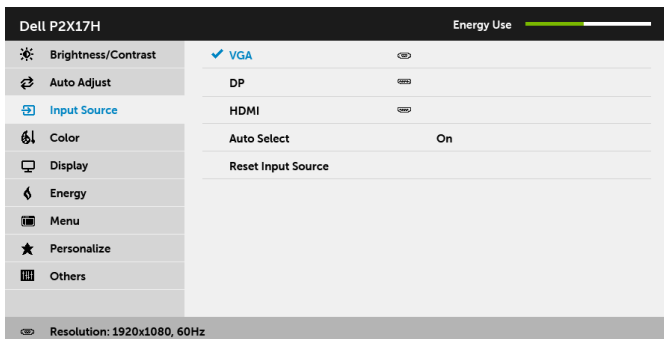 Dell P2X17H
Energy Use
Brightness/Contrast
Auto Adjust
Input Source
Color
Display
Energy
Menu
Personalize
Others
VGA
DP
HDMI
Auto Select On
Reset Input Source
Resolution: 1920x1080, 60Hz